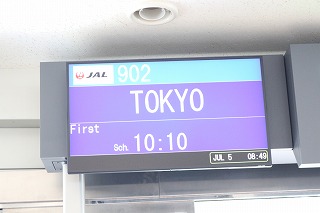 JAL 902
TOKYO
First
Sch. 10:10
JUL 5 08:49